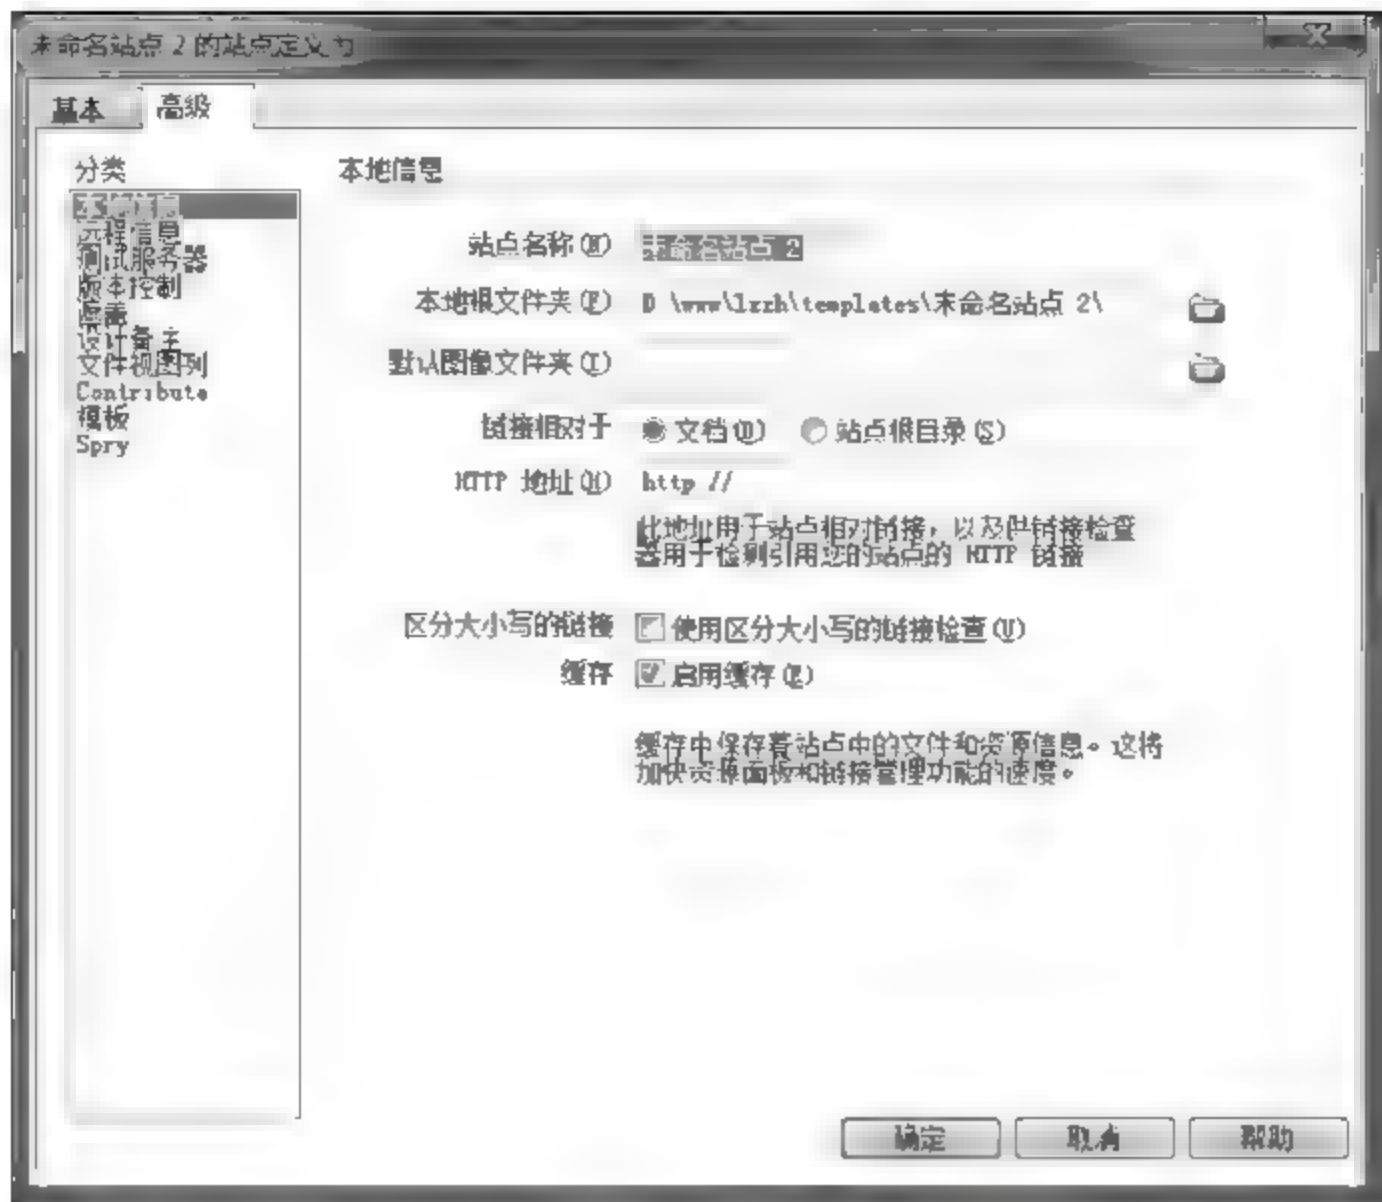 未命名站点 2 的站点定义为
基本 高级
分类
本地信息
远程信息
测试服务器
版本控制
遮盖
设计备注
文件视图列
Contribute
模板
Spry
本地信息
站点名称(N) 未命名站点 2
本地根文件夹(F) D \www\lzzh\templates\未命名站点 2\
默认图像文件夹(I)
链接相对于 文档(D) 站点根目录(S)
HTTP 地址(H) http //
此地址用于站点相对链接，以及供链接检查
器用于检测引用您的站点的 HTTP 链接
区分大小写的链接 使用区分大小写的链接检查(U)
缓存 启用缓存(E)
缓存中保存着站点中的文件和资源信息。这将
加快资源面板和链接管理功能的速度。
确定 取消 帮助